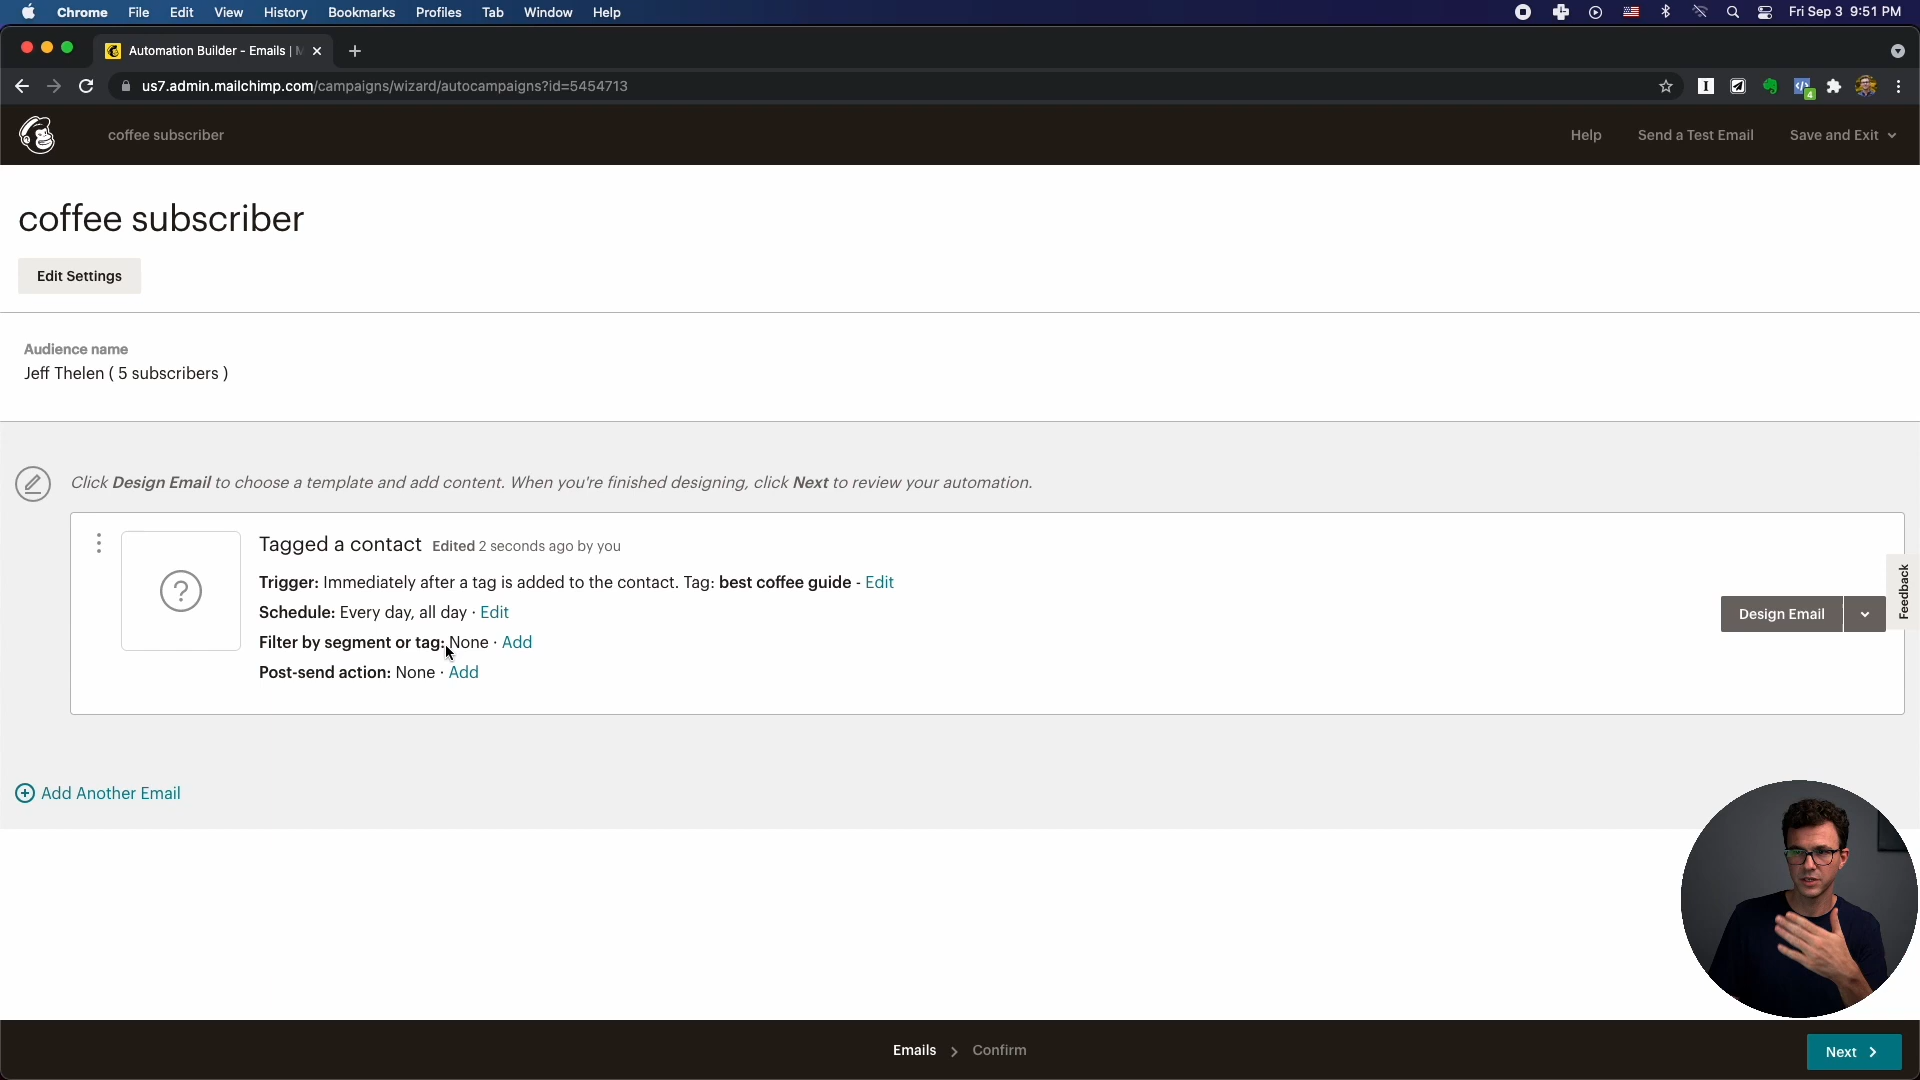 Chrome File Edit View History Bookmarks Profiles Tab Window Help Fri Sep 3 9:51 PM
Automation Builder - Emails |
us7.admin.mailchimp.com/campaigns/wizard/autocampaigns?id=5454713
4
coffee subscriber Help Send a Test Email Save and Exit
coffee subscriber
Edit Settings
Audience name
Jeff Thelen ( 5 subscribers )
Click Design Email to choose a template and add content. When you're finished designing, click Next to review your automation.
Tagged a contact Edited 2 seconds ago by you
?
Trigger: Immediately after a tag is added to the contact. Tag: best coffee guide - Edit
Schedule: Every day, all day · Edit
Filter by segment or tag: None · Add
Post-send action: None · Add
Design Email
Feedback
Add Another Email
Emails > Confirm
Next >